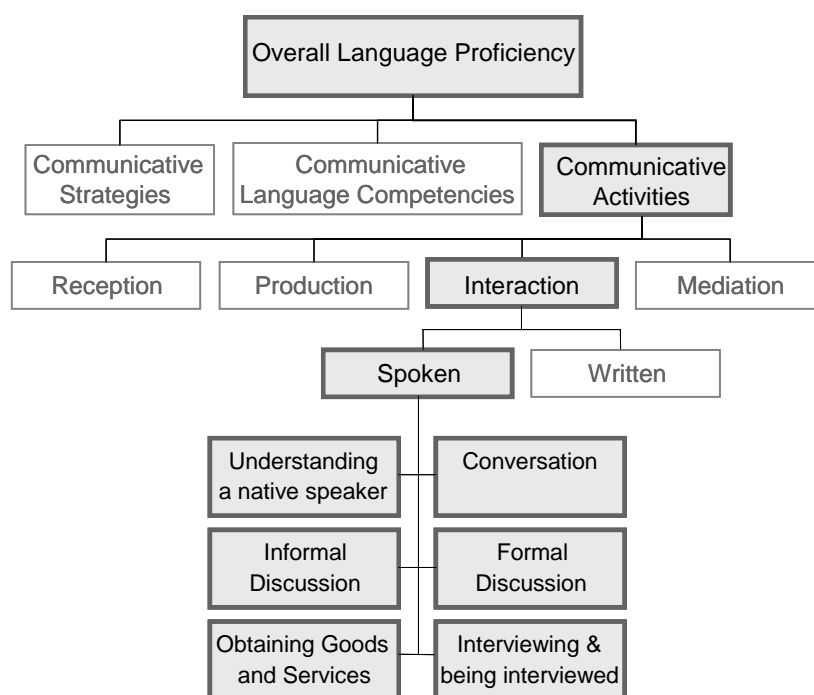 Overall Language Proficiency
Communicative
Strategies
Communicative
Language Competencies
Communicative
Activities
Reception
Production
Interaction
Mediation
Spoken
Written
Understanding
a native speaker
Conversation
Informal
Discussion
Formal
Discussion
Obtaining Goods
and Services
Interviewing &
being interviewed